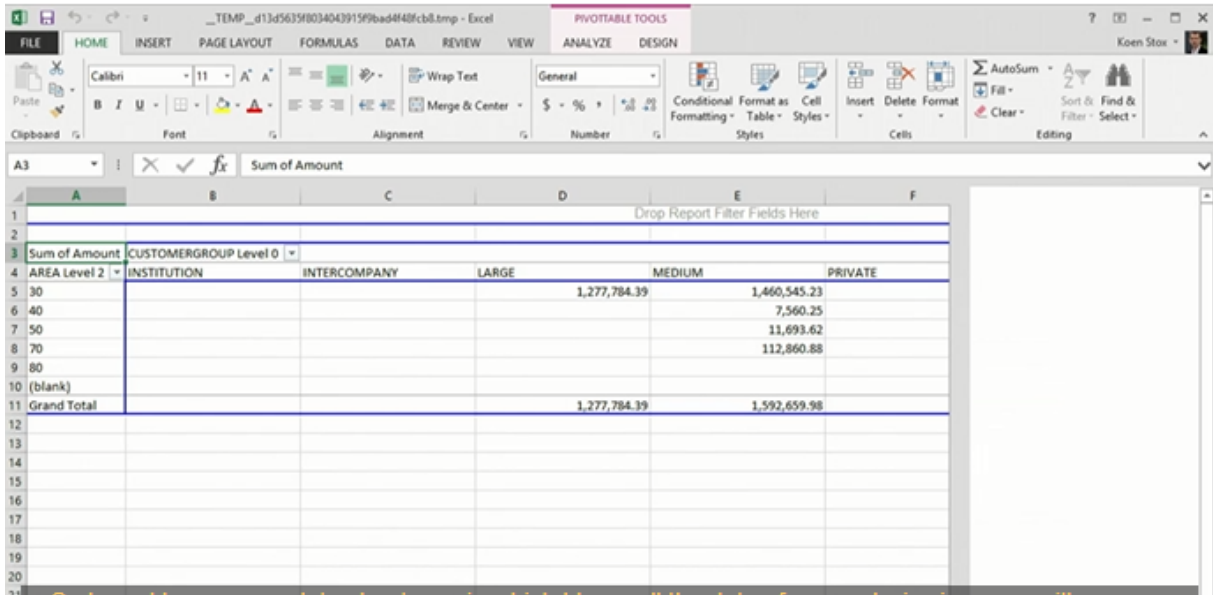 __TEMP__d13d5635f8034043915f9bad4f48fcb8.tmp - Excel
PIVOTTABLE TOOLS
?
FILE HOME INSERT PAGE LAYOUT FORMULAS DATA REVIEW VIEW ANALYZE DESIGN
Koen Stox
Calibri 11 Wrap Text General
Paste B I U Merge & Center $ % , Conditional Formatting Format as Table Cell Styles Insert Delete Format
AutoSum
Fill
Clear
Sort & Filter Find & Select
Clipboard Font Alignment Number Styles Cells Editing
A3 fx Sum of Amount
A B C D E F
1 Drop Report Filter Fields Here
2
3 Sum of Amount CUSTOMERGROUP Level 0
4 AREA Level 2 INSTITUTION INTERCOMPANY LARGE MEDIUM PRIVATE
5 30 1,277,784.39 1,460,545.23
6 40 7,560.25
7 50 11,693.62
8 70 112,860.88
9 80
10 (blank)
11 Grand Total 1,277,784.39 1,592,659.98
12
13
14
15
16
17
18
19
20